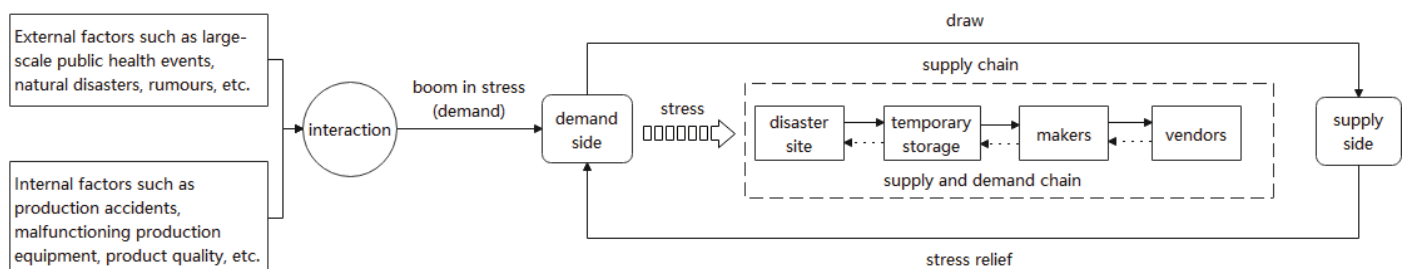 External factors such as large-
scale public health events,
natural disasters, rumours, etc.
Internal factors such as
production accidents,
malfunctioning production
equipment, product quality, etc.
interaction
boom in stress
(demand)
demand
side
stress
draw
supply chain
disaster
site
temporary
storage
makers
vendors
supply and demand chain
supply
side
stress relief